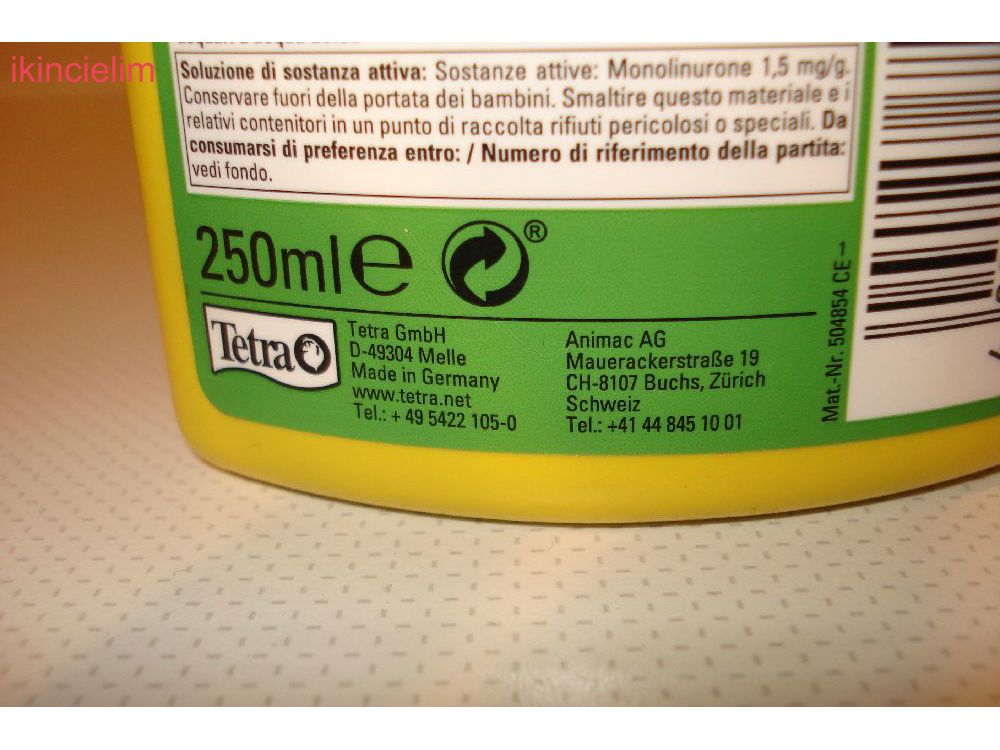 ikincielim
Soluzione di sostanza attiva: Sostanze attive: Monolinurone 1,5 mg/g.
Conservare fuori della portata dei bambini. Smaltire questo materiale e i
relativi contenitori in un punto di raccolta rifiuti pericolosi o speciali. Da
consumarsi di preferenza entro: / Numero di riferimento della partita:
vedi fondo.
250ml e ®
Tetra
Tetra GmbH
D-49304 Melle
Made in Germany
www.tetra.net
Tel.: + 49 5422 105-0
Animac AG
Mauerackerstraße 19
CH-8107 Buchs, Zürich
Schweiz
Tel.: +41 44 845 10 01
Mat.-Nr. 504854 CE-1